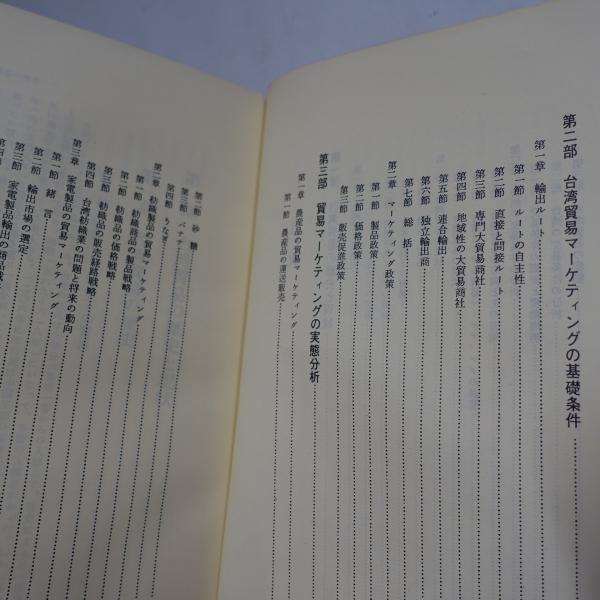 第二部 台湾貿易マーケティングの基礎条件
第一章 輸出ルート
第一節 ルートの自主性
第二節 直接と間接ルート
第三節 専門大貿易商社
第四節 地域性の大貿易商社
第五節 連合輸出
第六節 独立輸出商
第七節 総括
第二章 マーケティング政策
第一節 製品政策
第二節 価格政策
第三節 販売促進政策
第三部 貿易マーケティングの実態分析
第一章 農産品の貿易マーケティング
第一節 農産品の運送販売
第二節 砂糖
第三節 バナナ
第四節 うなぎ
第二章 紡織製品の貿易マーケティング
第一節 紡織商品の製品戦略
第二節 紡織品の価格戦略
第三節 紡織品の販売経路戦略
第四節 台湾紡織業の問題と将来の動向
第三章 家電製品の貿易マーケティング
第一節 緒言
第二節 輸出市場の選定
第三節 家電製品輸出の商品戦